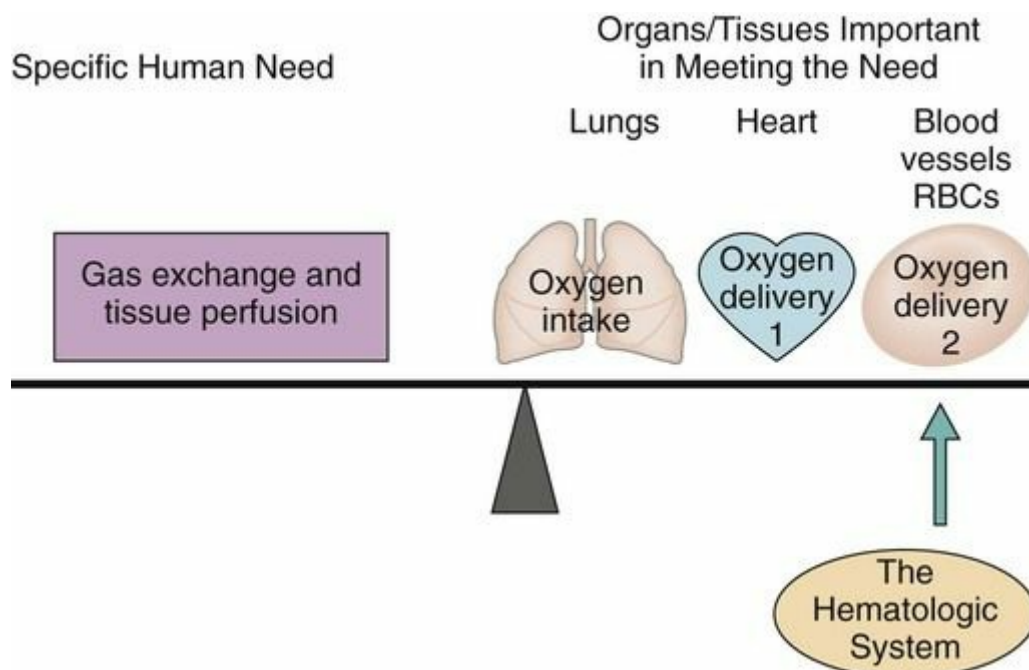 Specific Human Need
Organs/Tissues Important
in Meeting the Need
Lungs
Heart
Blood
vessels
RBCs
Gas exchange and
tissue perfusion
Oxygen
intake
Oxygen
delivery
1
Oxygen
delivery
2
The
Hematologic
System